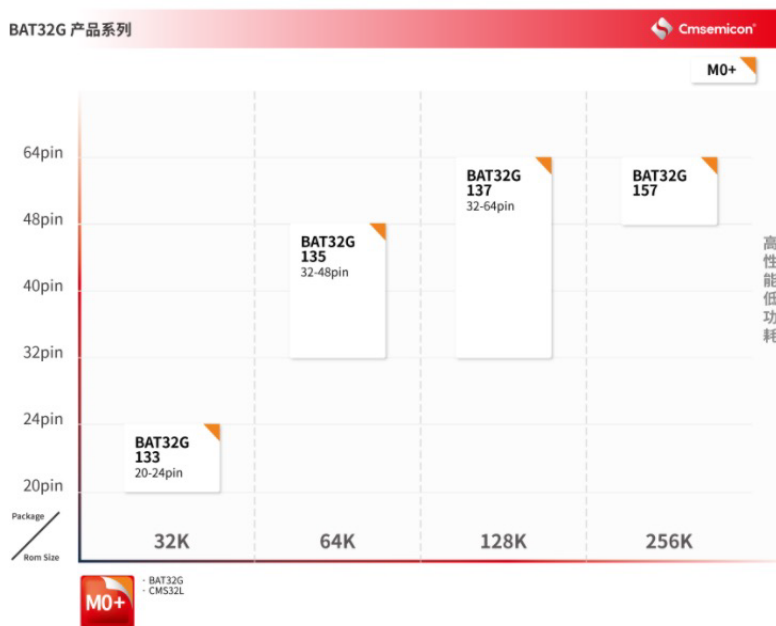 BAT32G 产品系列
Cmsemicon®
M0+
64pin
48pin
40pin
32pin
24pin
20pin
BAT32G
133
20-24pin
BAT32G
135
32-48pin
BAT32G
137
32-64pin
BAT32G
157
高
性
能
低
功
耗
Package
Rom Size
32K
64K
128K
256K
M0+
· BAT32G
· CMS32L